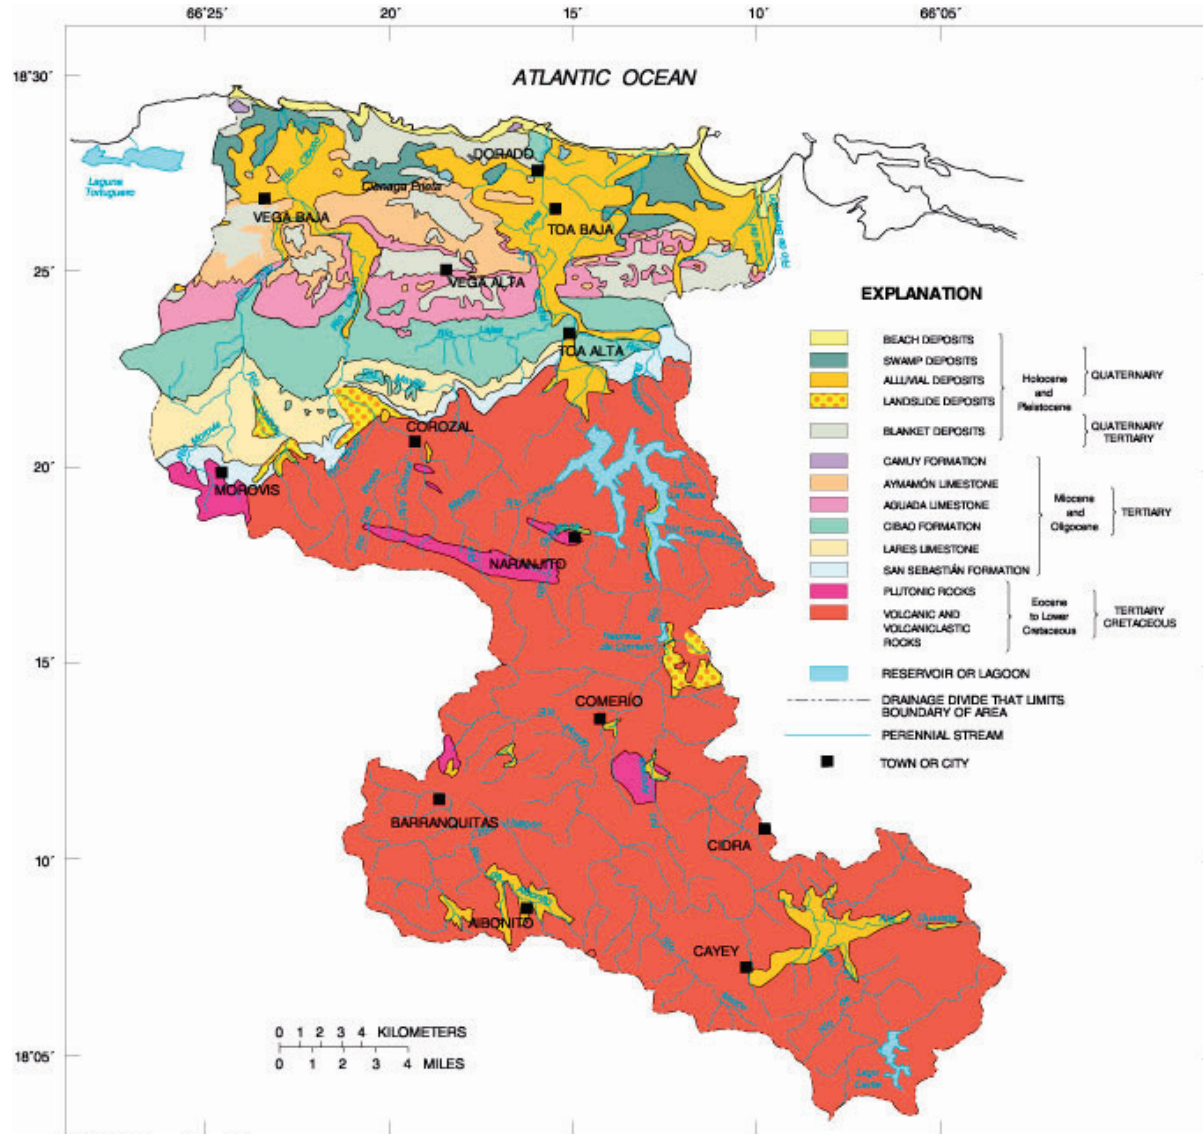 66°25′ 20′ 15′ 10′ 66°05′
18°30′
ATLANTIC OCEAN
Laguna
Tortuguero
DORADO
Cienaga Prieta
VEGA BAJA
TOA BAJA
25′
VEGA ALTA
TOA ALTA
COROZAL
20′
MOROVIS
NARANJITO
15′
COMERÍO
BARRANQUITAS
CIDRA
10′
AIBONITO
CAYEY
18°05′
EXPLANATION
BEACH DEPOSITS
SWAMP DEPOSITS
ALLUVIAL DEPOSITS
LANDSLIDE DEPOSITS
BLANKET DEPOSITS
Holocene
and
Pleistocene
QUATERNARY
QUATERNARY
TERTIARY
CAMUY FORMATION
AYMAMÓN LIMESTONE
AGUADA LIMESTONE
CIBAO FORMATION
LARES LIMESTONE
SAN SEBASTIÁN FORMATION
Miocene
and
Oligocene
TERTIARY
PLUTONIC ROCKS
VOLCANIC AND
VOLCANICLASTIC
ROCKS
Eocene
to Lower
Cretaceous
TERTIARY
CRETACEOUS
RESERVOIR OR LAGOON
DRAINAGE DIVIDE THAT LIMITS
BOUNDARY OF AREA
PERENNIAL STREAM
TOWN OR CITY
0 1 2 3 4 KILOMETERS
0 1 2 3 4 MILES